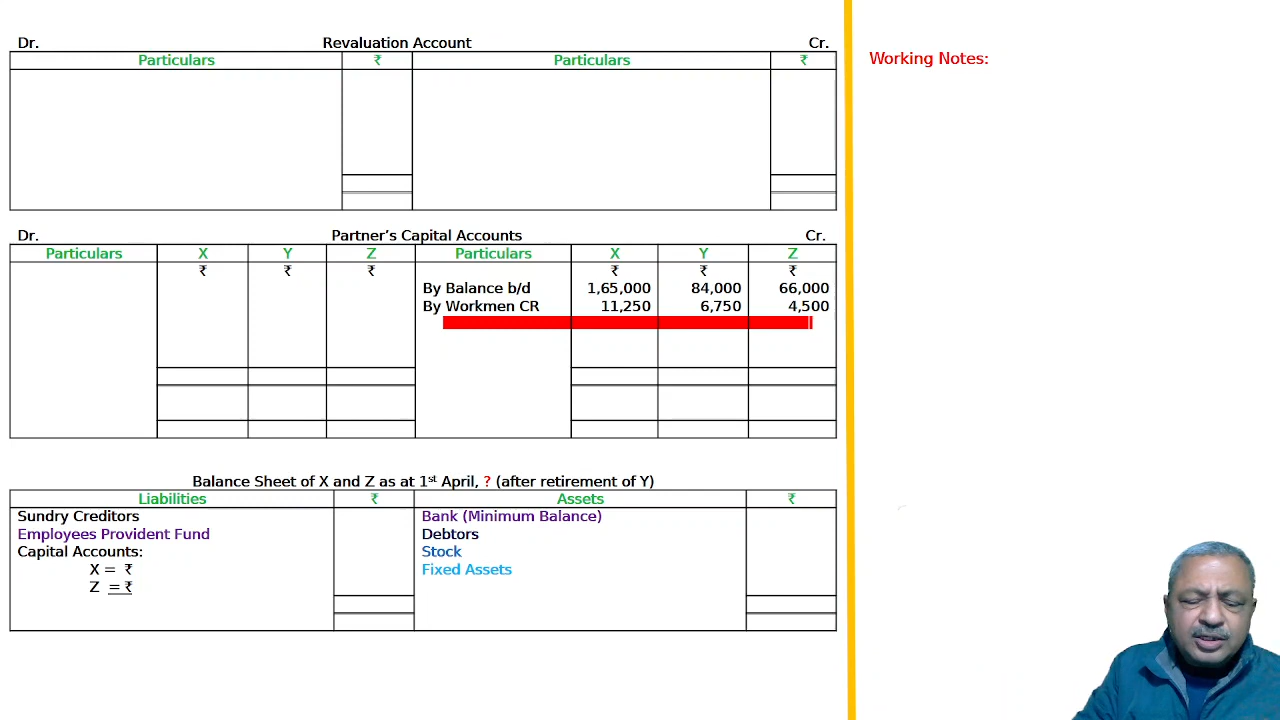 Dr. Revaluation Account Cr.
Particulars ₹ Particulars ₹
Working Notes:
Dr. Partner’s Capital Accounts Cr.
Particulars X Y Z Particulars X Y Z
₹ ₹ ₹ ₹ ₹ ₹
By Balance b/d 1,65,000 84,000 66,000
By Workmen CR 11,250 6,750 4,500
Balance Sheet of X and Z as at 1st April, ? (after retirement of Y)
Liabilities ₹ Assets ₹
Sundry Creditors Bank (Minimum Balance)
Employees Provident Fund Debtors
Capital Accounts: Stock
X = ₹ Fixed Assets
Z = ₹